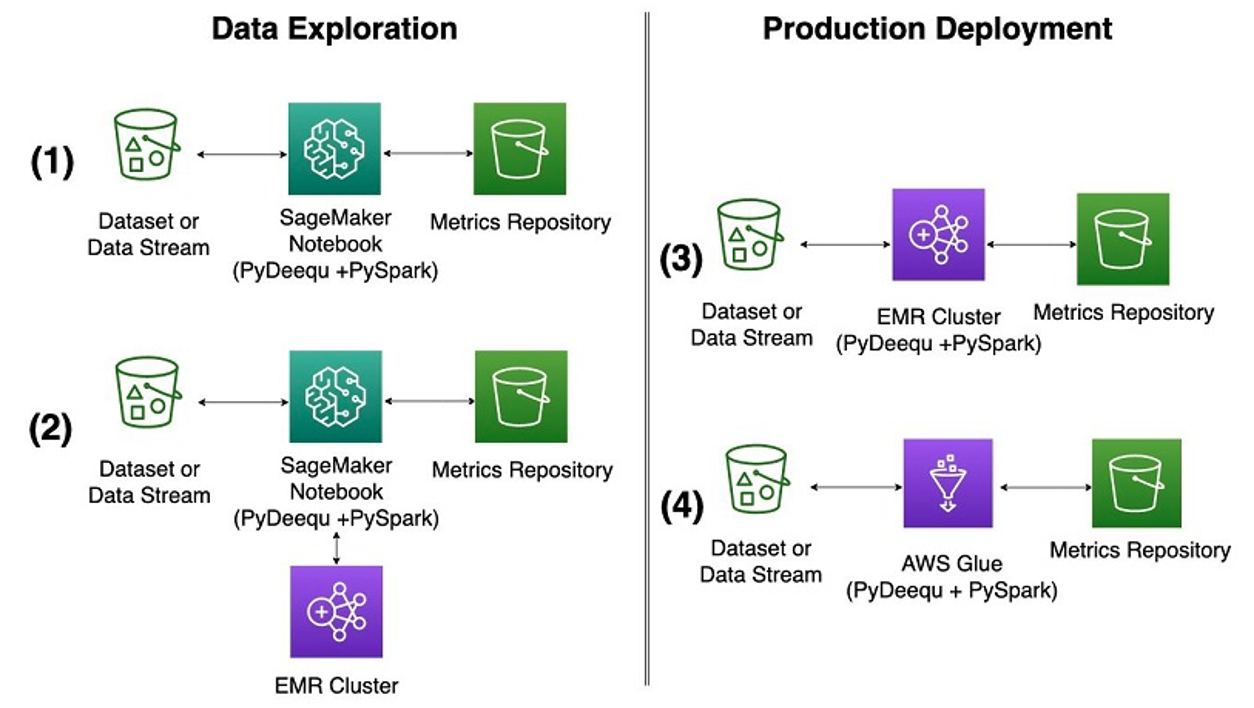 Data Exploration
(1)
Dataset or
Data Stream
SageMaker
Notebook
(PyDeequ +PySpark)
Metrics Repository
(2)
Dataset or
Data Stream
SageMaker
Notebook
(PyDeequ +PySpark)
Metrics Repository
EMR Cluster
Production Deployment
(3)
Dataset or
Data Stream
EMR Cluster
(PyDeequ +PySpark)
Metrics Repository
(4)
Dataset or
Data Stream
AWS Glue
(PyDeequ + PySpark)
Metrics Repository